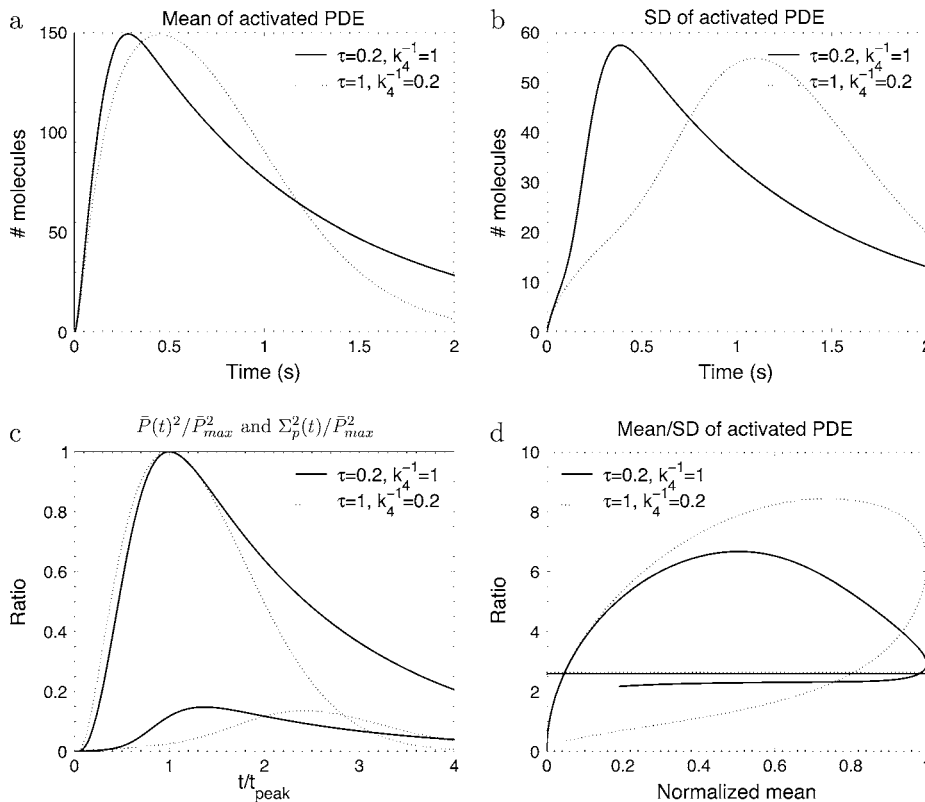 a
Mean of activated PDE
150
100
50
0
0
0.5
1
1.5
2
# molecules
Time (s)
τ=0.2, k₄⁻¹=1
τ=1, k₄⁻¹=0.2
b
SD of activated PDE
60
50
40
30
20
10
0
0
0.5
1
1.5
2
# molecules
Time (s)
τ=0.2, k₄⁻¹=1
τ=1, k₄⁻¹=0.2
c
P̄(t)²/P̄²max and Σ²p(t)/P̄²max
1
0.8
0.6
0.4
0.2
0
0
1
2
3
4
Ratio
t/tpeak
τ=0.2, k₄⁻¹=1
τ=1, k₄⁻¹=0.2
d
Mean/SD of activated PDE
10
8
6
4
2
0
0
0.2
0.4
0.6
0.8
1
Ratio
Normalized mean
τ=0.2, k₄⁻¹=1
τ=1, k₄⁻¹=0.2